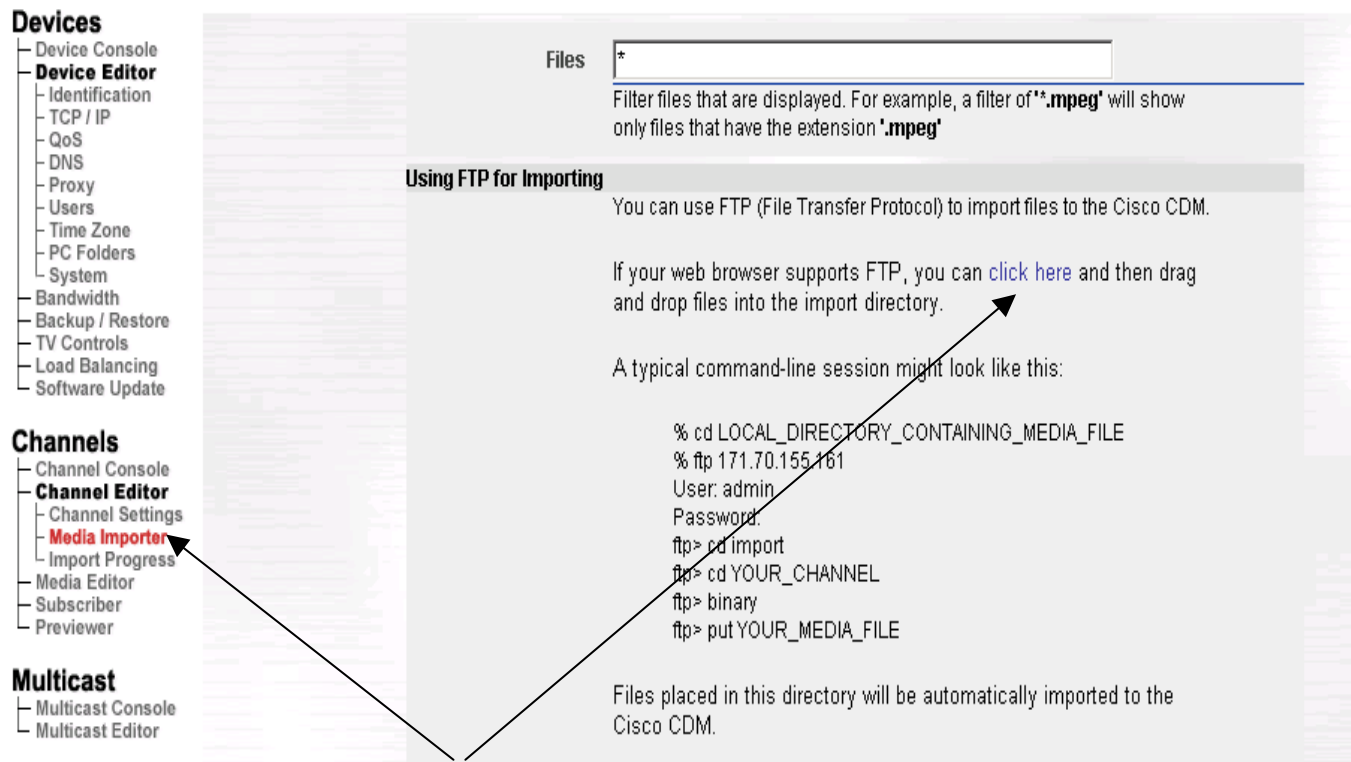 Devices
Device Console
Device Editor
Identification
TCP / IP
QoS
DNS
Proxy
Users
Time Zone
PC Folders
System
Bandwidth
Backup / Restore
TV Controls
Load Balancing
Software Update
Channels
Channel Console
Channel Editor
Channel Settings
Media Importer
Import Progress
Media Editor
Subscriber
Previewer
Multicast
Multicast Console
Multicast Editor
Files
*
Filter files that are displayed. For example, a filter of '*.mpeg' will show
only files that have the extension '.mpeg'
Using FTP for Importing
You can use FTP (File Transfer Protocol) to import files to the Cisco CDM.
If your web browser supports FTP, you can click here and then drag
and drop files into the import directory.
A typical command-line session might look like this:
% cd LOCAL_DIRECTORY_CONTAINING_MEDIA_FILE
% ftp 171.70.155.161
User: admin
Password:
ftp> cd import
ftp> cd YOUR_CHANNEL
ftp> binary
ftp> put YOUR_MEDIA_FILE
Files placed in this directory will be automatically imported to the
Cisco CDM.